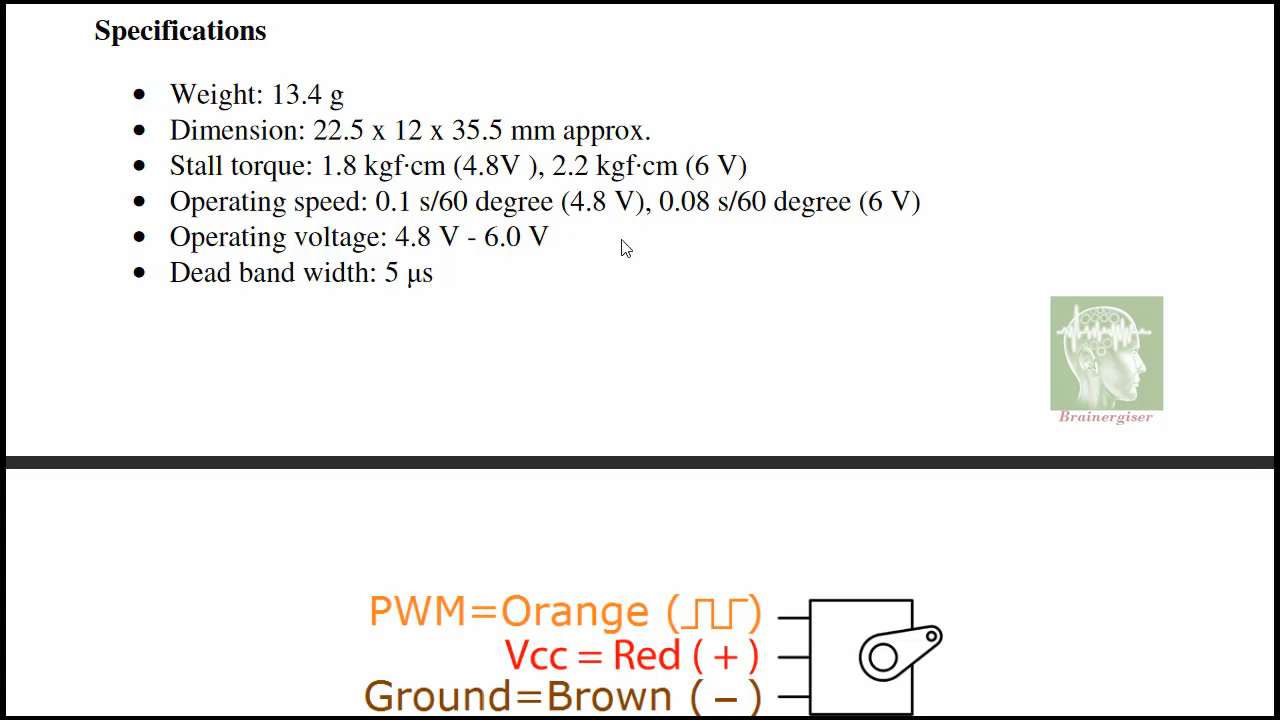 Specifications
• Weight: 13.4 g
• Dimension: 22.5 x 12 x 35.5 mm approx.
• Stall torque: 1.8 kgf·cm (4.8V ), 2.2 kgf·cm (6 V)
• Operating speed: 0.1 s/60 degree (4.8 V), 0.08 s/60 degree (6 V)
• Operating voltage: 4.8 V - 6.0 V
• Dead band width: 5 μs
Brainergiser
PWM=Orange (⎍⎍)
Vcc = Red ( + )
Ground=Brown ( − )